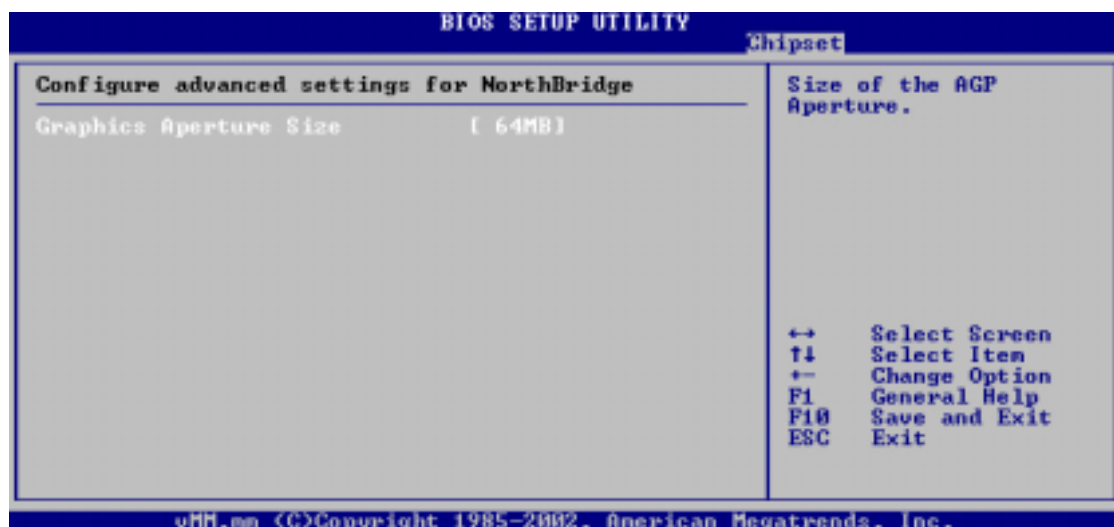 BIOS SETUP UTILITY
Chipset
Configure advanced settings for NorthBridge
Graphics Aperture Size [ 64MB]
Size of the AGP
Aperture.
↔ Select Screen
↑↓ Select Item
+- Change Option
F1 General Help
F10 Save and Exit
ESC Exit
vMM.mm (C)Copyright 1985-2002, American Megatrends, Inc.